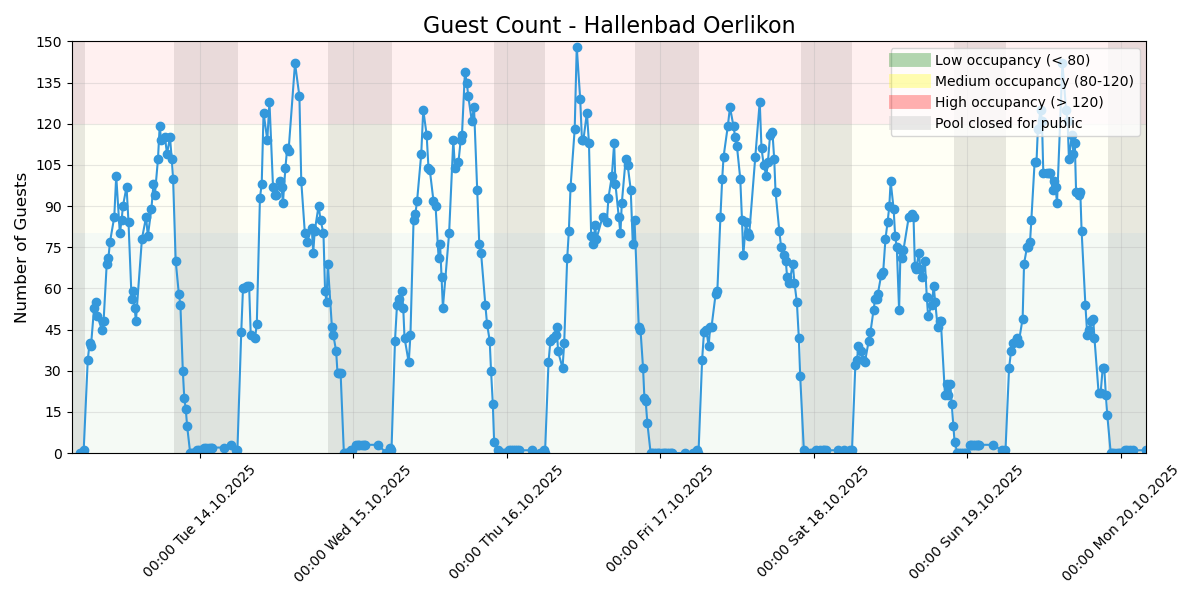 Guest Count - Hallenbad Oerlikon
Number of Guests
150
135
120
105
90
75
60
45
30
15
0
Low occupancy (< 80)
Medium occupancy (80-120)
High occupancy (> 120)
Pool closed for public
00:00 Tue 14.10.2025
00:00 Wed 15.10.2025
00:00 Thu 16.10.2025
00:00 Fri 17.10.2025
00:00 Sat 18.10.2025
00:00 Sun 19.10.2025
00:00 Mon 20.10.2025